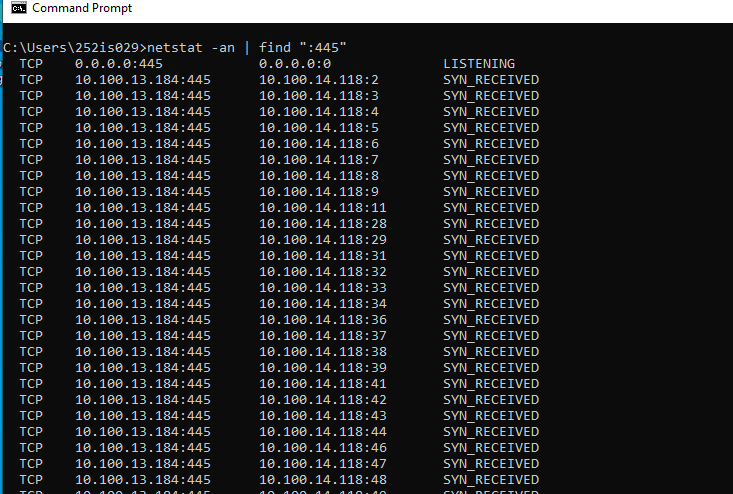 Command Prompt
C:\Users\252is029>netstat -an | find ":445"
TCP 0.0.0.0:445 0.0.0.0:0 LISTENING
TCP 10.100.13.184:445 10.100.14.118:2 SYN_RECEIVED
TCP 10.100.13.184:445 10.100.14.118:3 SYN_RECEIVED
TCP 10.100.13.184:445 10.100.14.118:4 SYN_RECEIVED
TCP 10.100.13.184:445 10.100.14.118:5 SYN_RECEIVED
TCP 10.100.13.184:445 10.100.14.118:6 SYN_RECEIVED
TCP 10.100.13.184:445 10.100.14.118:7 SYN_RECEIVED
TCP 10.100.13.184:445 10.100.14.118:8 SYN_RECEIVED
TCP 10.100.13.184:445 10.100.14.118:9 SYN_RECEIVED
TCP 10.100.13.184:445 10.100.14.118:11 SYN_RECEIVED
TCP 10.100.13.184:445 10.100.14.118:28 SYN_RECEIVED
TCP 10.100.13.184:445 10.100.14.118:29 SYN_RECEIVED
TCP 10.100.13.184:445 10.100.14.118:31 SYN_RECEIVED
TCP 10.100.13.184:445 10.100.14.118:32 SYN_RECEIVED
TCP 10.100.13.184:445 10.100.14.118:33 SYN_RECEIVED
TCP 10.100.13.184:445 10.100.14.118:34 SYN_RECEIVED
TCP 10.100.13.184:445 10.100.14.118:36 SYN_RECEIVED
TCP 10.100.13.184:445 10.100.14.118:37 SYN_RECEIVED
TCP 10.100.13.184:445 10.100.14.118:38 SYN_RECEIVED
TCP 10.100.13.184:445 10.100.14.118:39 SYN_RECEIVED
TCP 10.100.13.184:445 10.100.14.118:41 SYN_RECEIVED
TCP 10.100.13.184:445 10.100.14.118:42 SYN_RECEIVED
TCP 10.100.13.184:445 10.100.14.118:43 SYN_RECEIVED
TCP 10.100.13.184:445 10.100.14.118:44 SYN_RECEIVED
TCP 10.100.13.184:445 10.100.14.118:46 SYN_RECEIVED
TCP 10.100.13.184:445 10.100.14.118:47 SYN_RECEIVED
TCP 10.100.13.184:445 10.100.14.118:48 SYN_RECEIVED